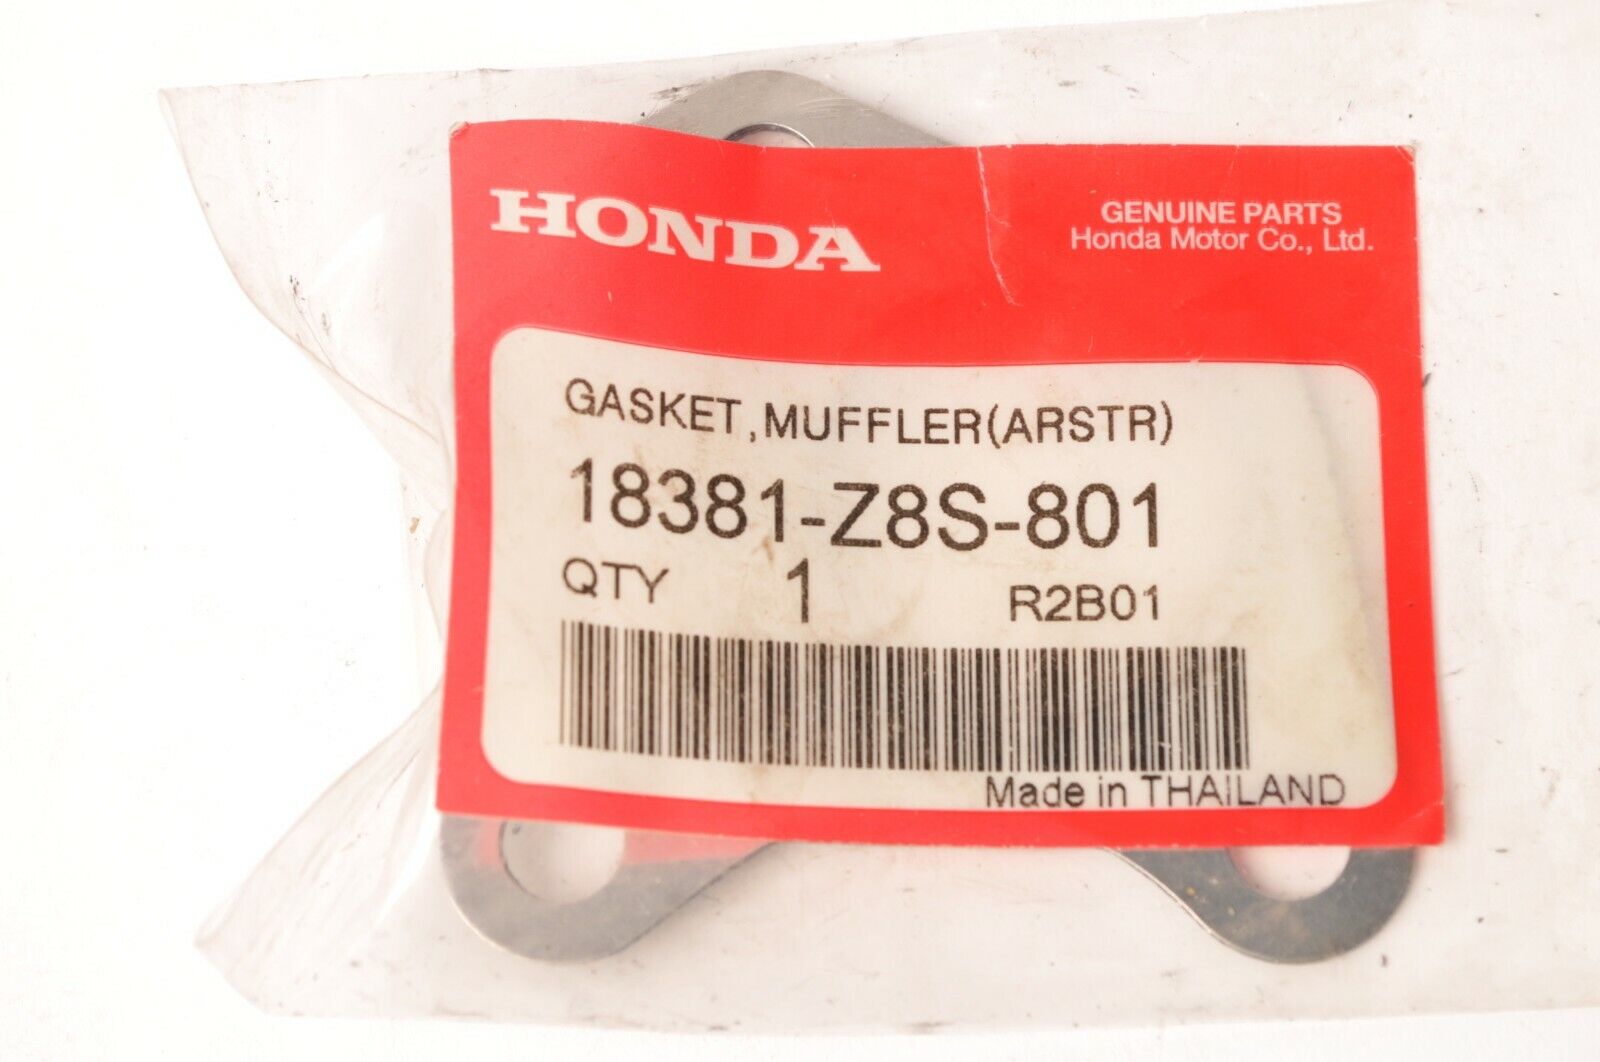 HONDA
GENUINE PARTS
Honda Motor Co., Ltd.
GASKET,MUFFLER(ARSTR)
18381-Z8S-801
QTY 1 R2B01
Made in THAILAND